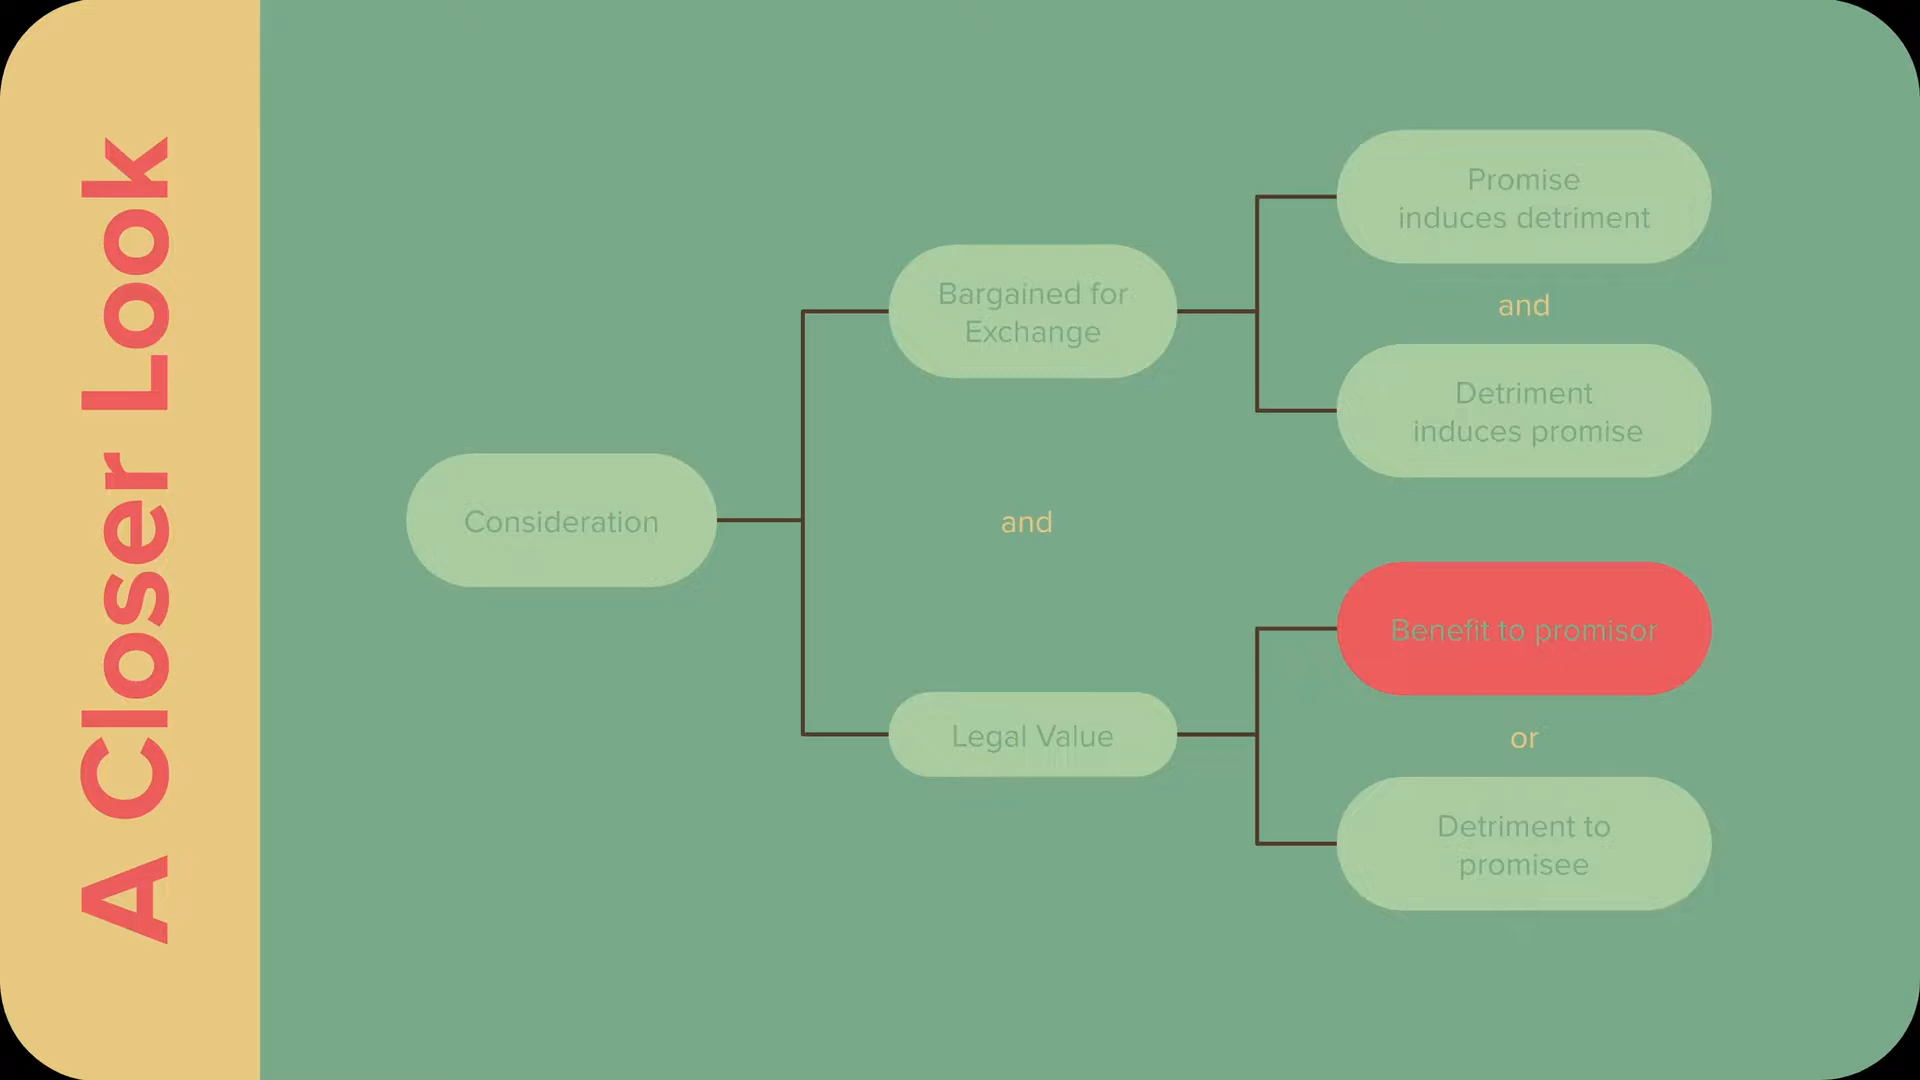 A Closer Look
Consideration
and
Bargained for
Exchange
Legal Value
Promise
induces detriment
and
Detriment
induces promise
Benefit to promisor
or
Detriment to
promisee